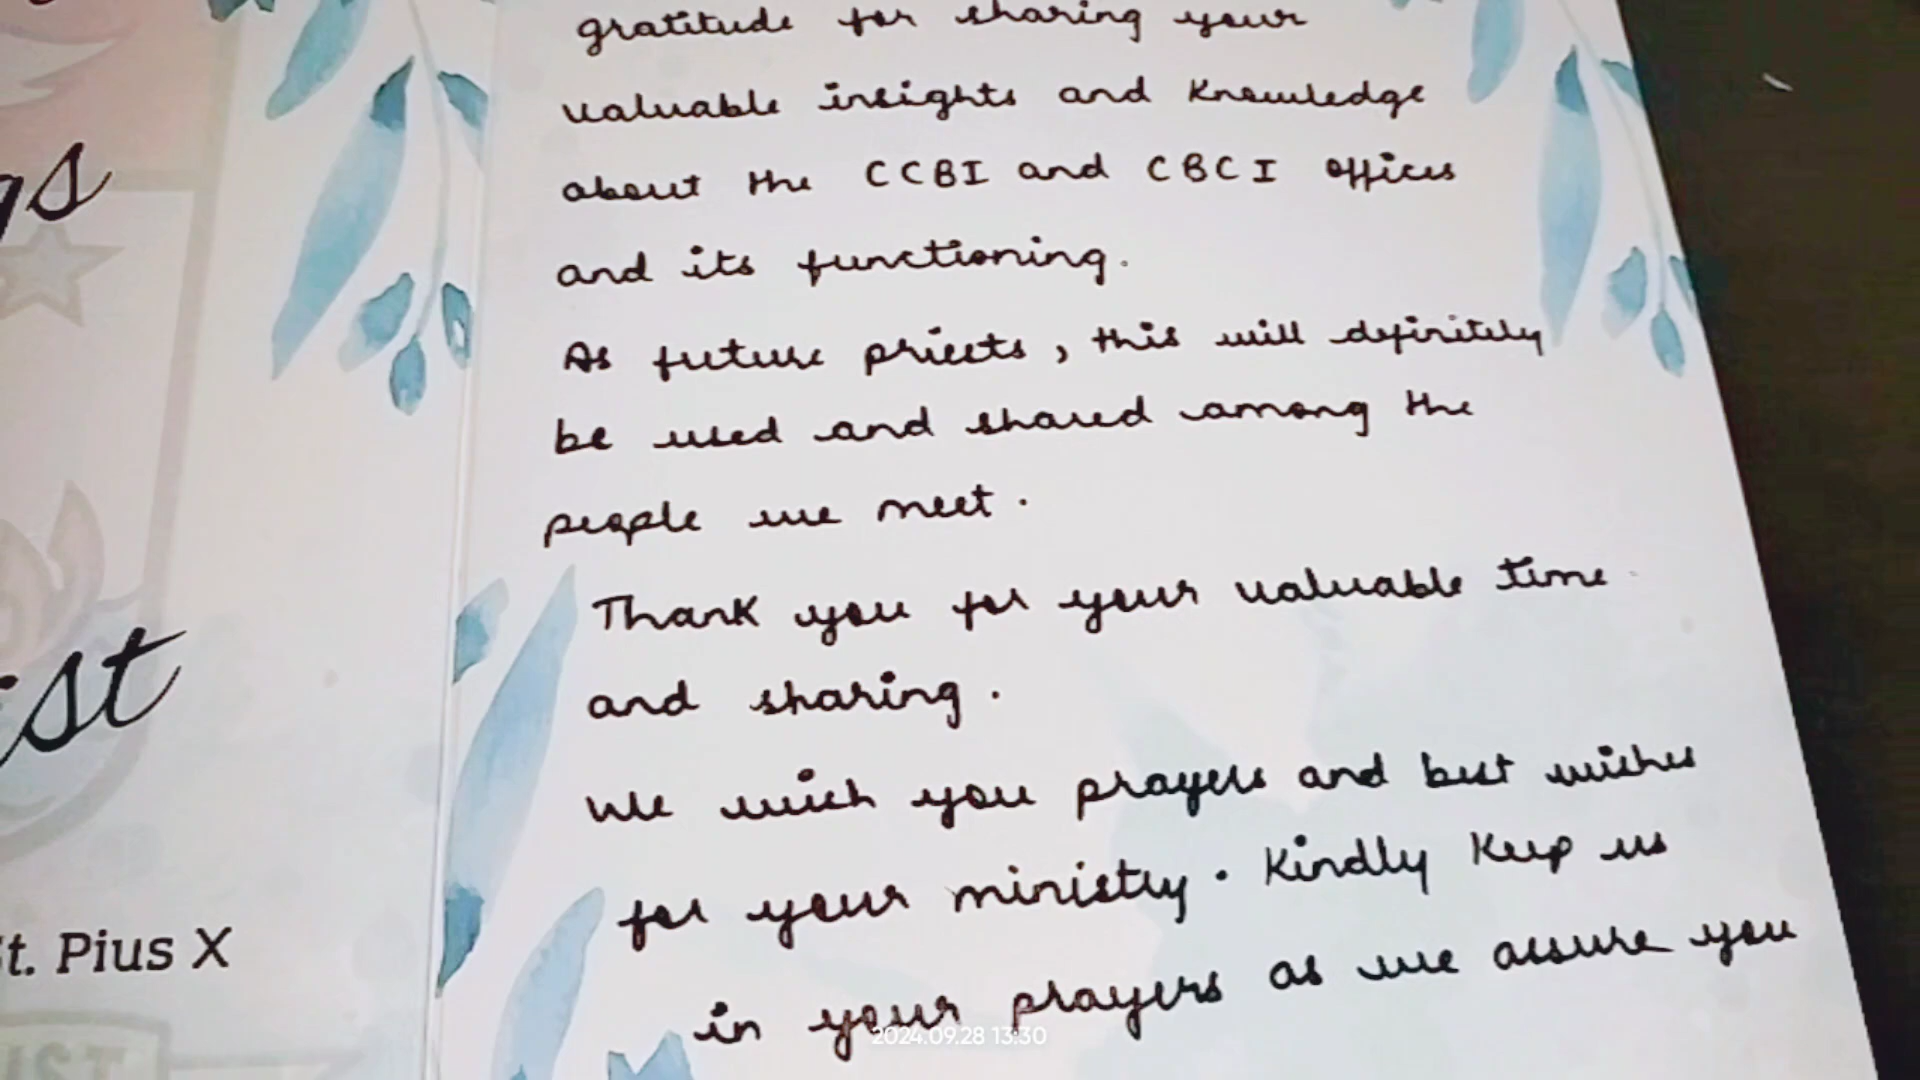 gratitude for sharing your
valuable insights and knowledge
about the CCBI and CBCI offices
and its functioning.
As future priests, this will definitely
be used and shared among the
people we meet.
Thank you for your valuable time
and sharing.
We wish you prayers and best wishes
for your ministry. Kindly keep us
in your prayers as we assure you
gs
ist
t. Pius X
IST
2024.09.28 13:30